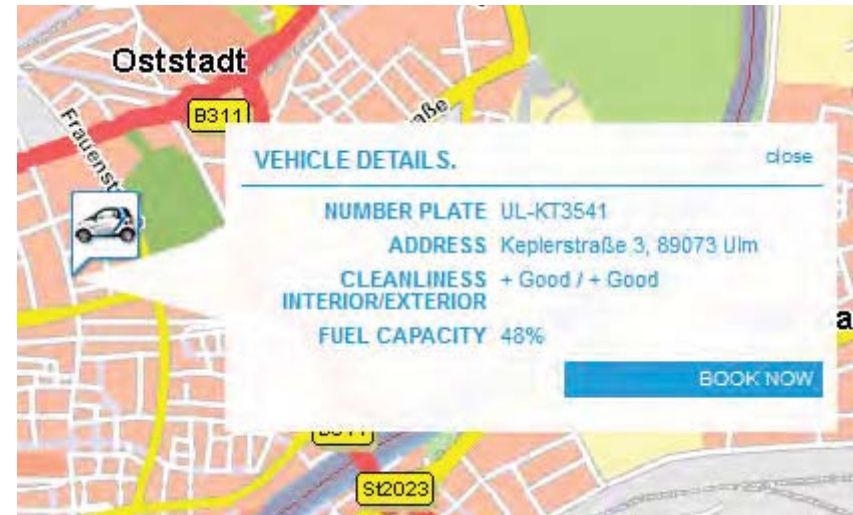 Oststadt
B311
Frauenst
aße
VEHICLE DETAILS.
close
NUMBER PLATE UL-KT3541
ADDRESS Keplerstraße 3, 89073 Ulm
CLEANLINESS + Good / + Good
INTERIOR/EXTERIOR
FUEL CAPACITY 48%
a
BOOK NOW
St2023